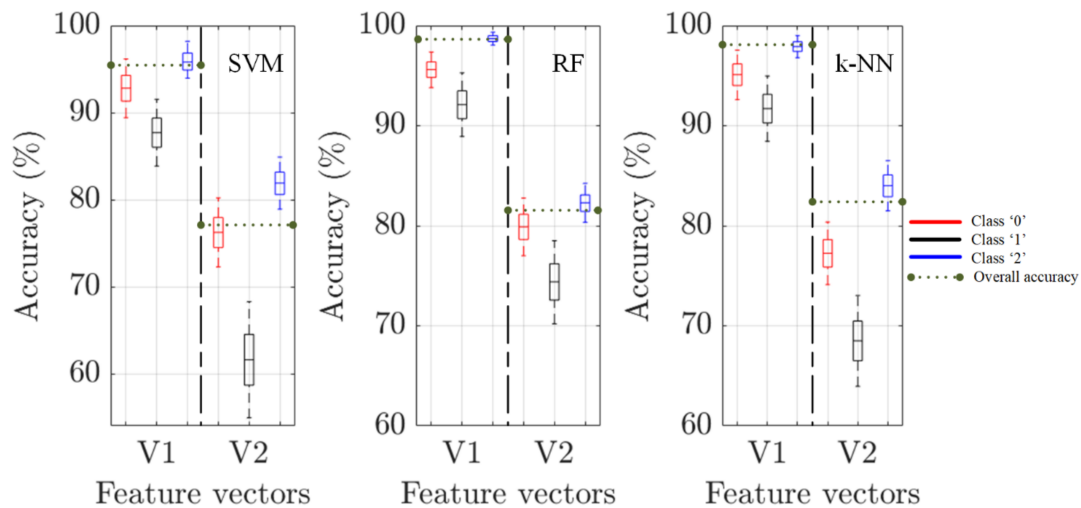 100
90
80
70
60
Accuracy (%)
SVM
V1 V2
Feature vectors
100
90
80
70
60
Accuracy (%)
RF
V1 V2
Feature vectors
100
90
80
70
60
Accuracy (%)
k-NN
V1 V2
Feature vectors
Class ‘0’
Class ‘1’
Class ‘2’
Overall accuracy